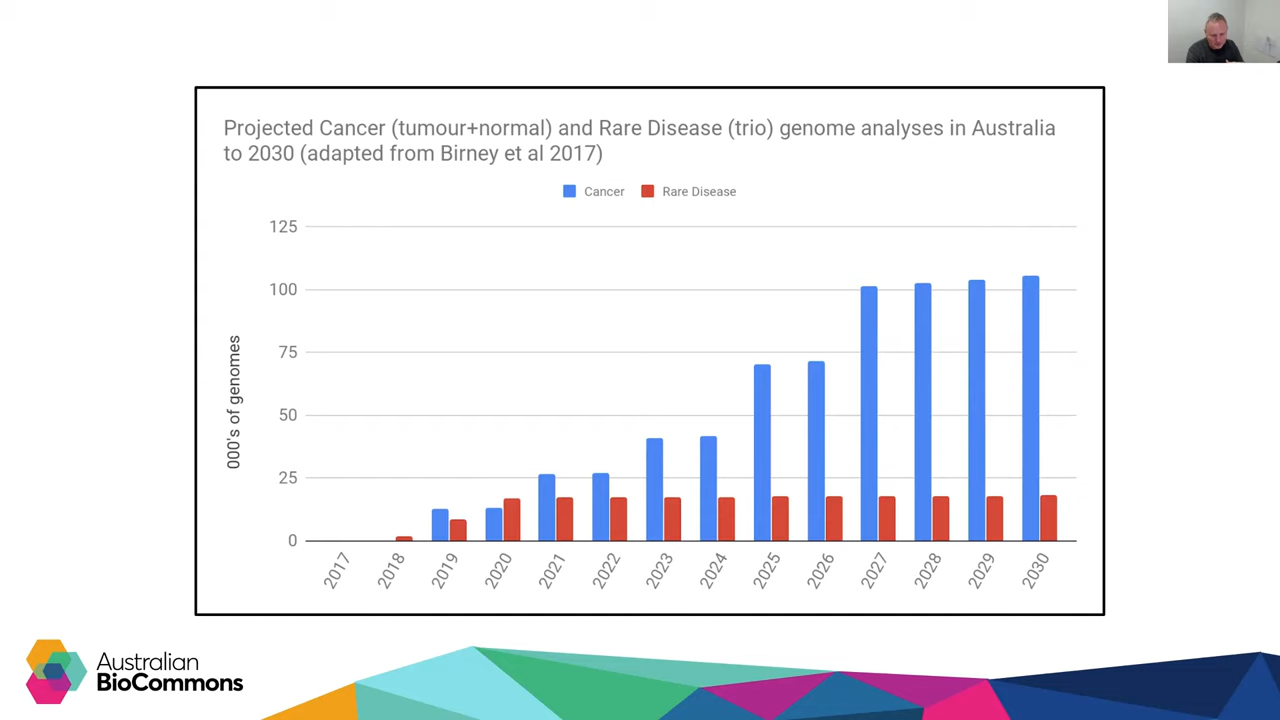 Projected Cancer (tumour+normal) and Rare Disease (trio) genome analyses in Australia
to 2030 (adapted from Birney et al 2017)
Cancer Rare Disease
125
100
75
50
25
0
000's of genomes
2017 2018 2019 2020 2021 2022 2023 2024 2025 2026 2027 2028 2029 2030
Australian
BioCommons